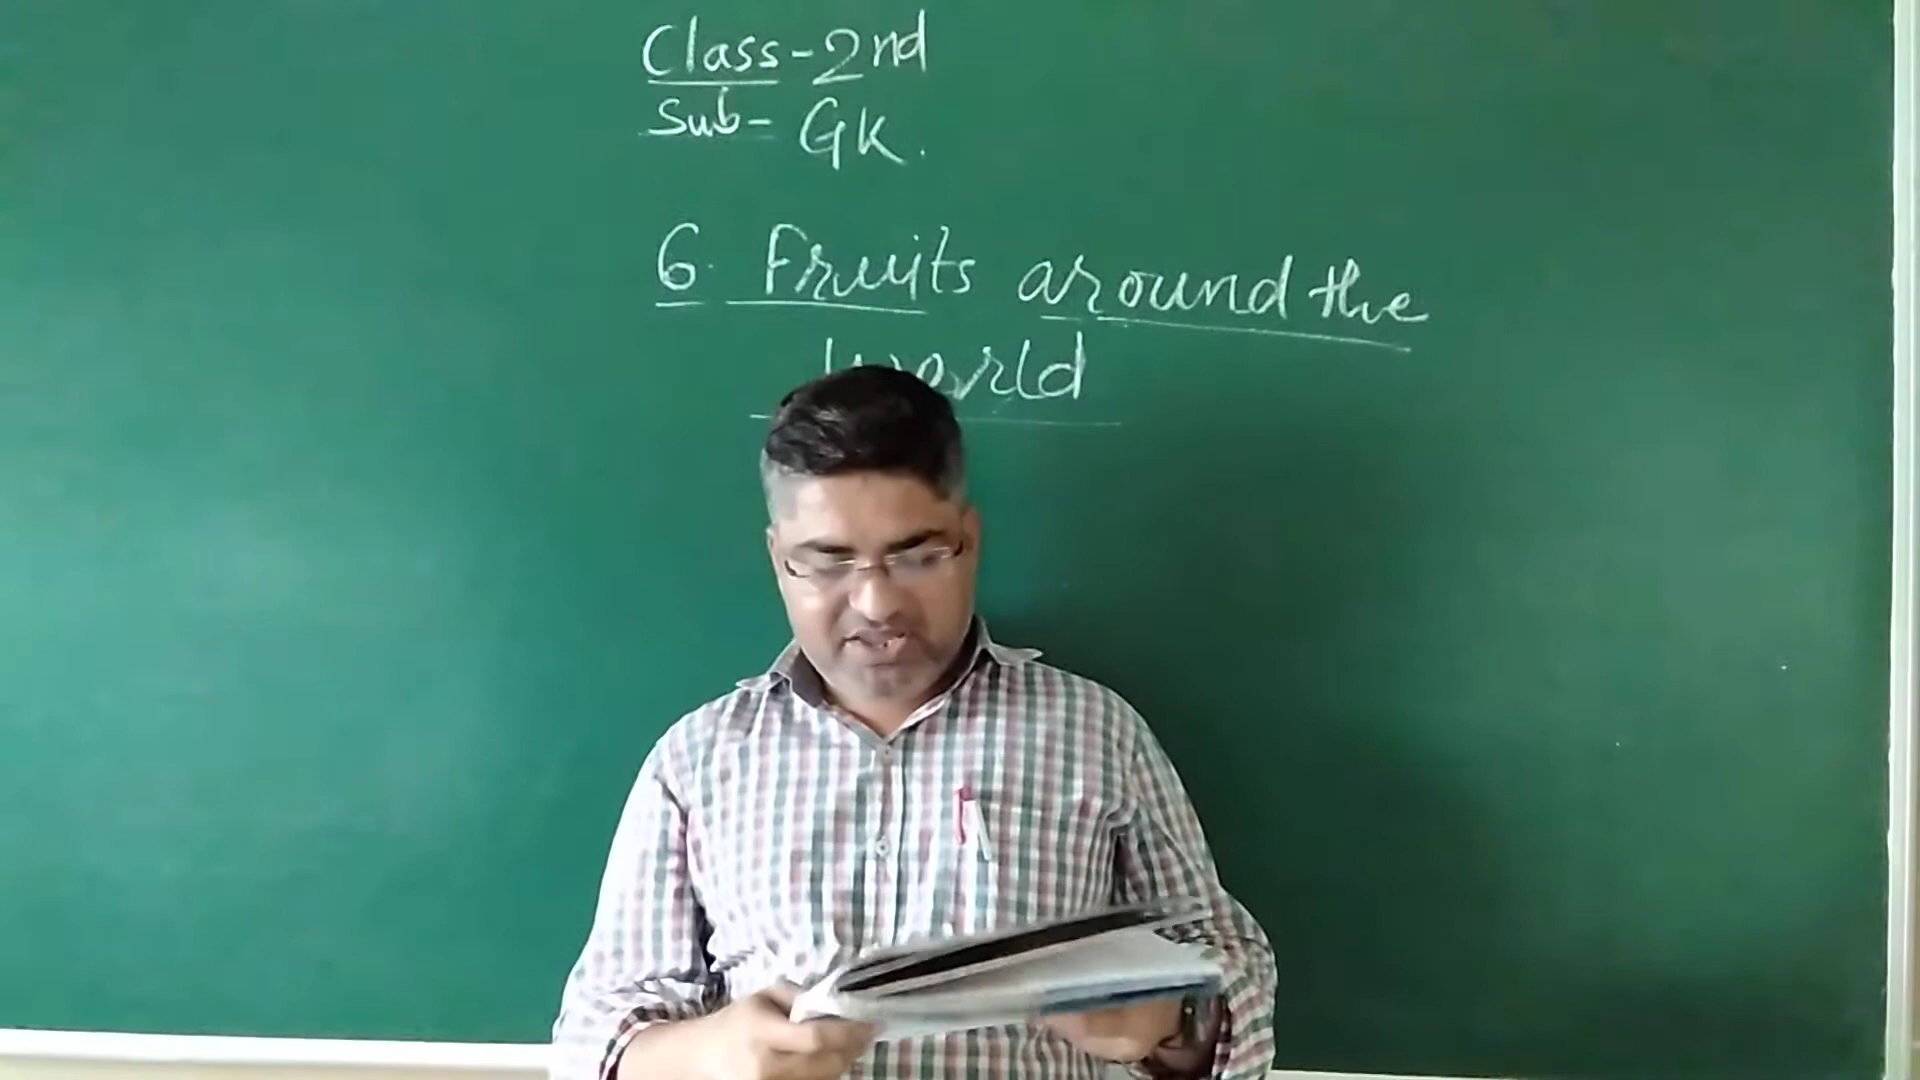 Class-2nd
Sub- GK.
6. Fruits around the
world